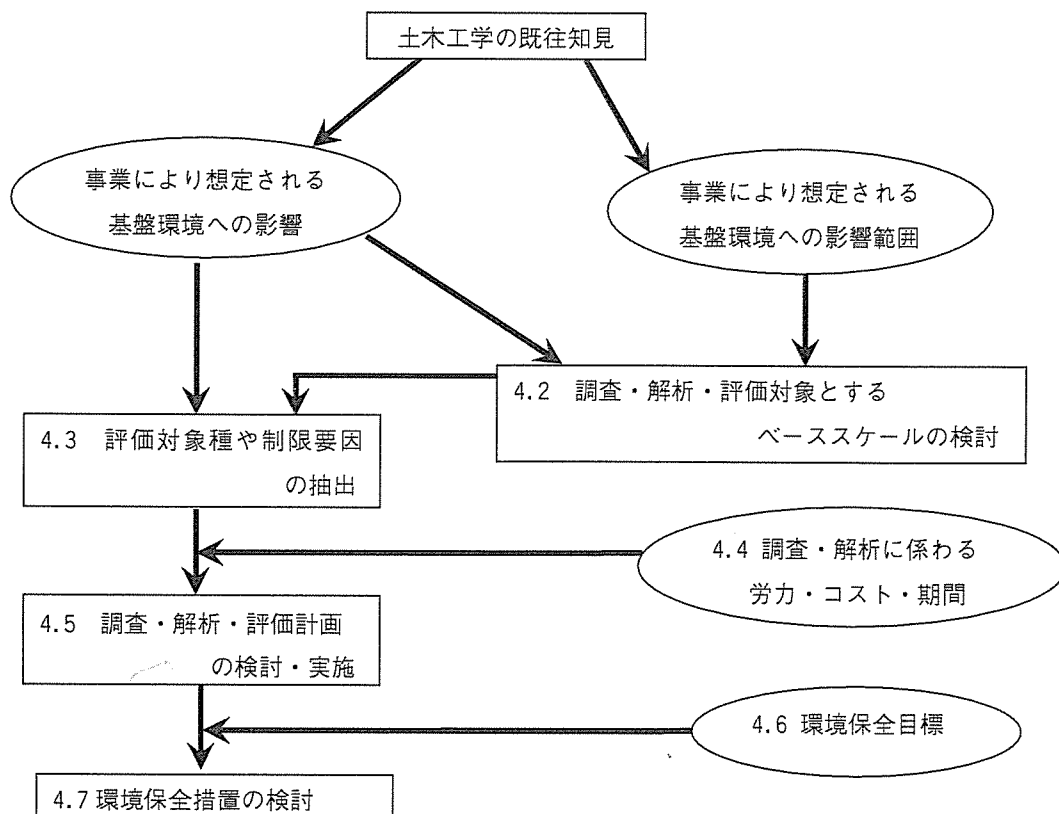 土木工学の既往知見
事業により想定される
基盤環境への影響
事業により想定される
基盤環境への影響範囲
4.2 調査・解析・評価対象とする
ベーススケールの検討
4.3 評価対象種や制限要因
の抽出
4.4 調査・解析に係わる
労力・コスト・期間
4.5 調査・解析・評価計画
の検討・実施
4.6 環境保全目標
4.7 環境保全措置の検討